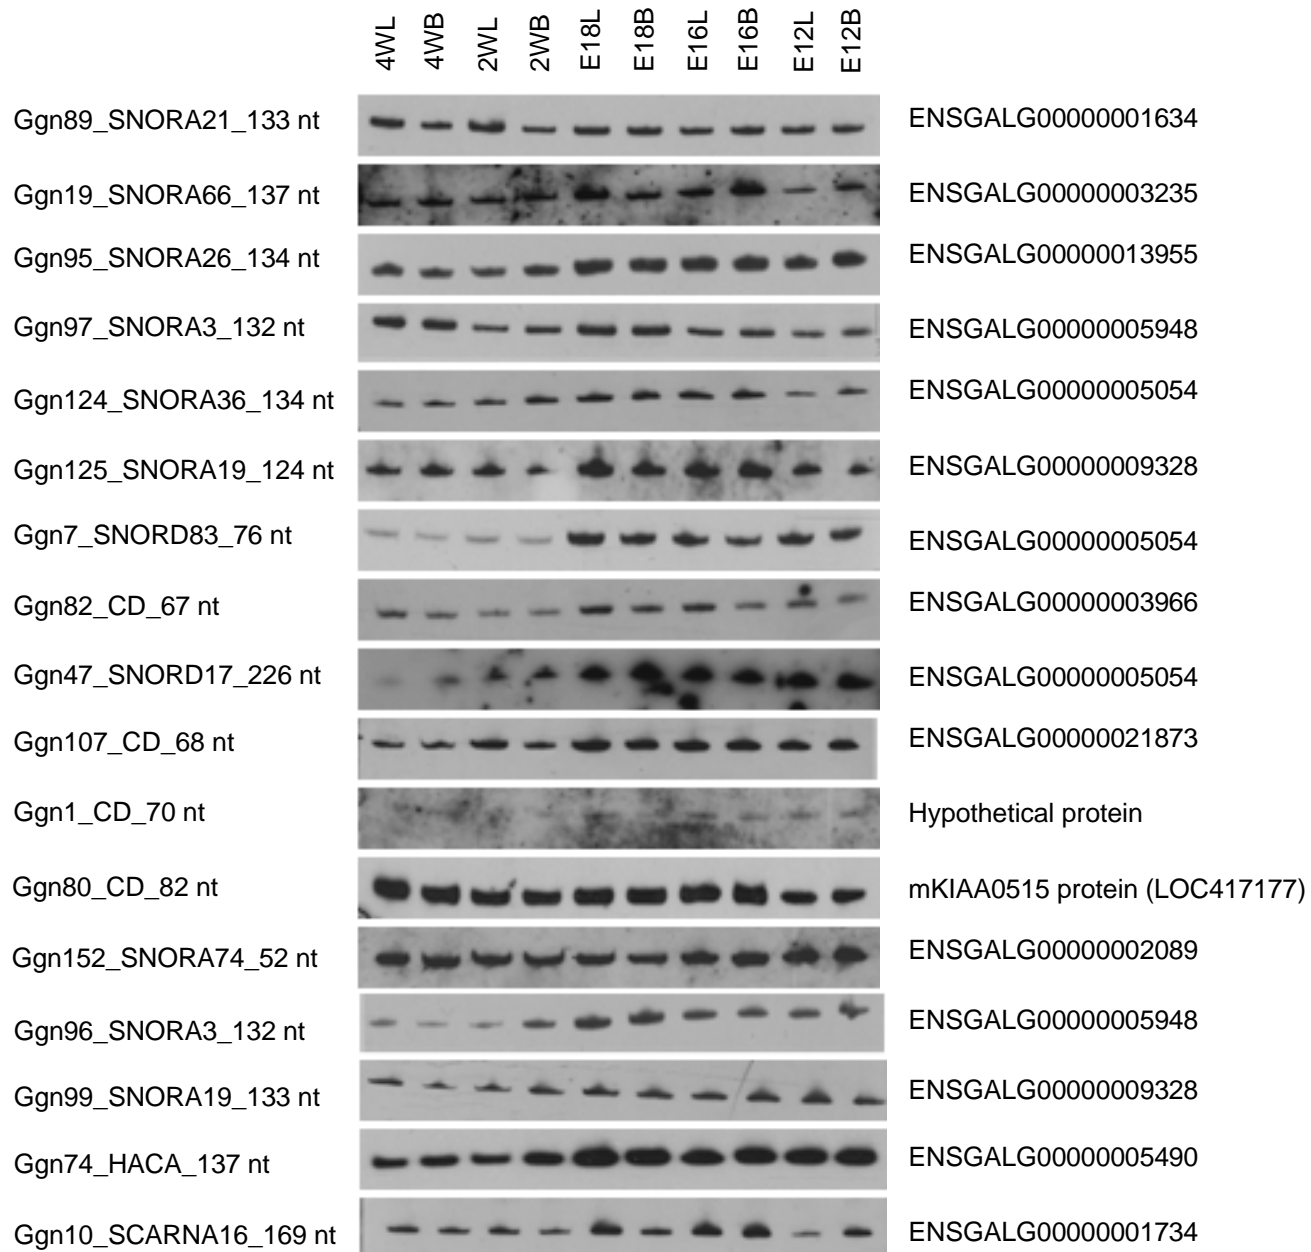 4WL 4WB 2WL 2WB E18L E18B E16L E16B E12L E12B
Ggn89_SNORA21_133 nt ENSGALG00000001634
Ggn19_SNORA66_137 nt ENSGALG00000003235
Ggn95_SNORA26_134 nt ENSGALG00000013955
Ggn97_SNORA3_132 nt ENSGALG00000005948
Ggn124_SNORA36_134 nt ENSGALG00000005054
Ggn125_SNORA19_124 nt ENSGALG00000009328
Ggn7_SNORD83_76 nt ENSGALG00000005054
Ggn82_CD_67 nt ENSGALG00000003966
Ggn47_SNORD17_226 nt ENSGALG00000005054
Ggn107_CD_68 nt ENSGALG00000021873
Ggn1_CD_70 nt Hypothetical protein
Ggn80_CD_82 nt mKIAA0515 protein (LOC417177)
Ggn152_SNORA74_52 nt ENSGALG00000002089
Ggn96_SNORA3_132 nt ENSGALG00000005948
Ggn99_SNORA19_133 nt ENSGALG00000009328
Ggn74_HACA_137 nt ENSGALG00000005490
Ggn10_SCARNA16_169 nt ENSGALG00000001734